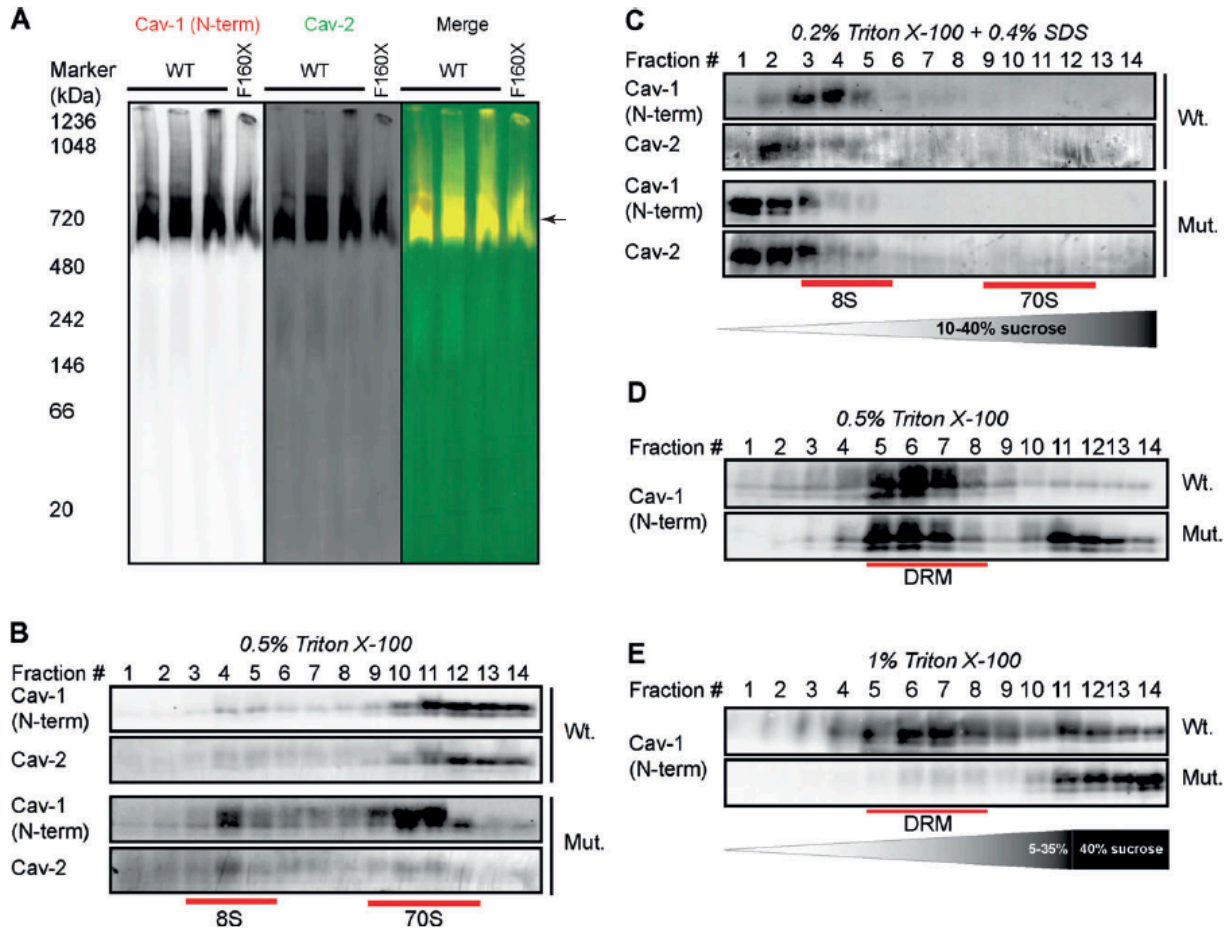 A
Cav-1 (N-term) Cav-2 Merge
Marker
(kDa)
WT F160X WT F160X WT F160X
1236
1048
720
480
242
146
66
20
B
0.5% Triton X-100
Fraction # 1 2 3 4 5 6 7 8 9 10 11 12 13 14
Cav-1
(N-term)
Cav-2
Wt.
Cav-1
(N-term)
Cav-2
Mut.
8S 70S
C
0.2% Triton X-100 + 0.4% SDS
Fraction # 1 2 3 4 5 6 7 8 9 10 11 12 13 14
Cav-1
(N-term)
Cav-2
Wt.
Cav-1
(N-term)
Cav-2
Mut.
8S 70S
10-40% sucrose
D
0.5% Triton X-100
Fraction # 1 2 3 4 5 6 7 8 9 10 11 12 13 14
Cav-1
(N-term)
Wt.
Mut.
DRM
E
1% Triton X-100
Fraction # 1 2 3 4 5 6 7 8 9 10 11 12 13 14
Cav-1
(N-term)
Wt.
Mut.
DRM
5-35% 40% sucrose